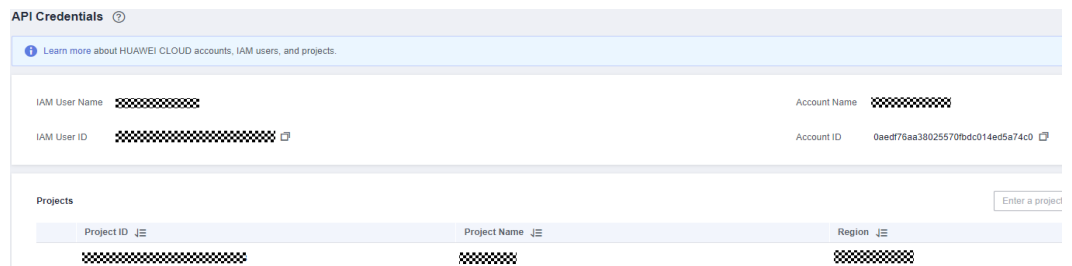 API Credentials ?
Learn more about HUAWEI CLOUD accounts, IAM users, and projects.
IAM User Name
Account Name
IAM User ID
Account ID 0aedf76aa38025570fbdc014ed5a74c0
Projects
Enter a project
Project ID Project Name Region